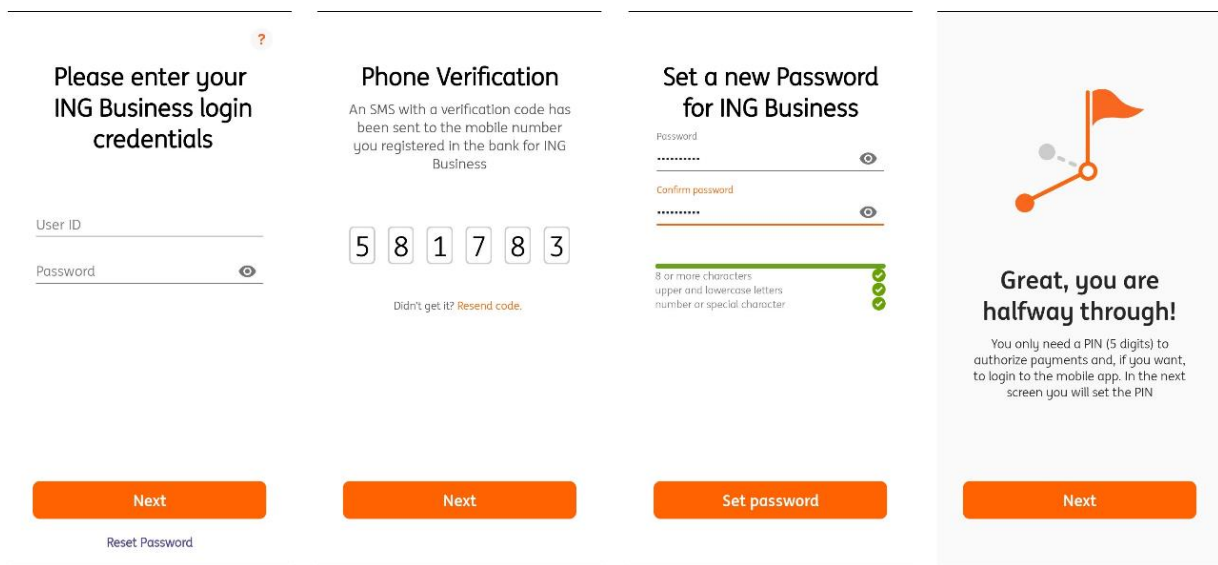 ?
Please enter your
ING Business login
credentials
User ID
Password
Next
Reset Password
Phone Verification
An SMS with a verification code has
been sent to the mobile number
you registered in the bank for ING
Business
5 8 1 7 8 3
Didn't get it? Resend code.
Next
Set a new Password
for ING Business
Password
Confirm password
8 or more characters
upper and lowercase letters
number or special character
Set password
Great, you are
halfway through!
You only need a PIN (5 digits) to
authorize payments and, if you want,
to login to the mobile app. In the next
screen you will set the PIN
Next